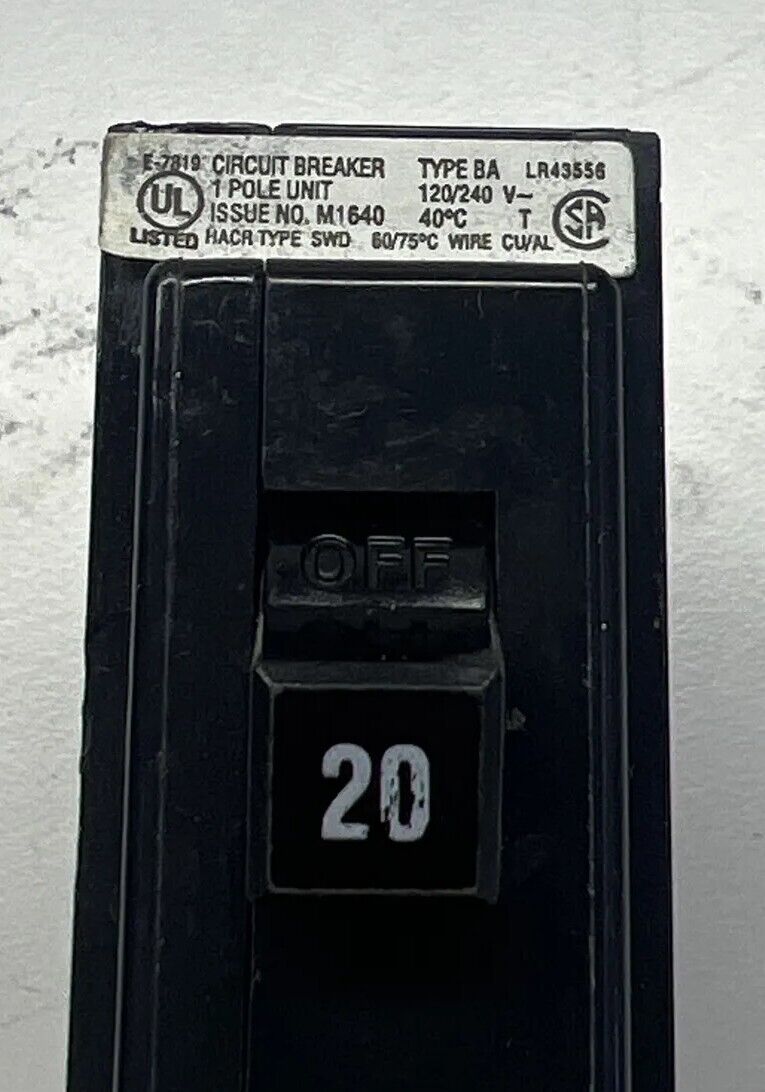 E-7819 CIRCUIT BREAKER TYPE BA LR43556
UL 1 POLE UNIT 120/240 V~
ISSUE NO. M1640 40°C T SA
LISTED HACR TYPE SWD 60/75°C WIRE CU/AL
OFF
20